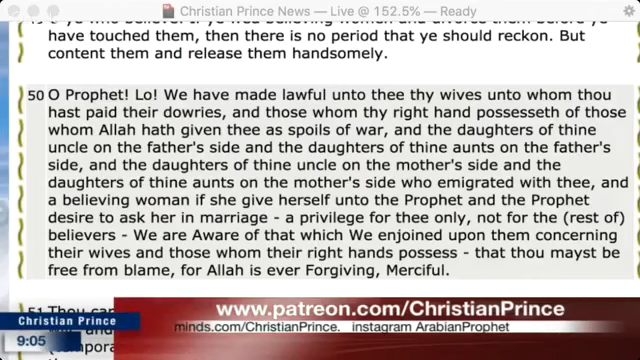 Christian Prince News — Live @ 152.5% — Ready
have touched them, then there is no period that ye should reckon. But
content them and release them handsomely.
50 O Prophet! Lo! We have made lawful unto thee thy wives unto whom thou
hast paid their dowries, and those whom thy right hand possesseth of those
whom Allah hath given thee as spoils of war, and the daughters of thine
uncle on the father's side and the daughters of thine aunts on the father's
side, and the daughters of thine uncle on the mother's side and the
daughters of thine aunts on the mother's side who emigrated with thee, and
a believing woman if she give herself unto the Prophet and the Prophet
desire to ask her in marriage - a privilege for thee only, not for the (rest of)
believers - We are Aware of that which We enjoined upon them concerning
their wives and those whom their right hands possess - that thou mayst be
free from blame, for Allah is ever Forgiving, Merciful.
51 Thou can
www.patreon.com/ChristianPrince
Christian Prince
minds.com/ChristianPrince. instagram ArabianProphet
9:05